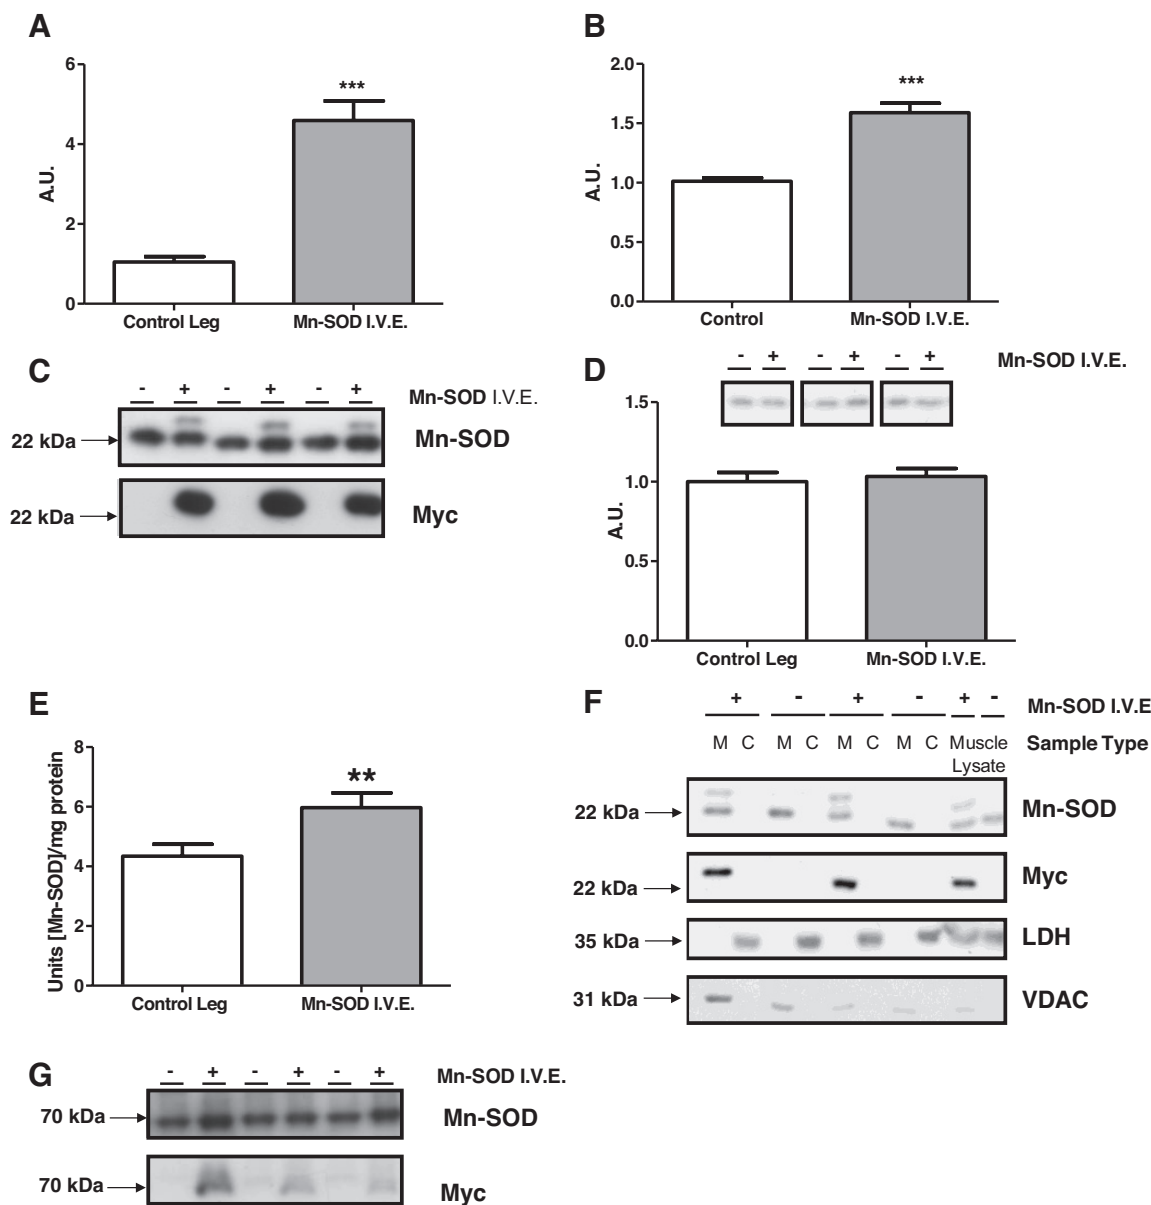 A
6
4
2
0
A.U.
***
Control Leg
Mn-SOD I.V.E.
B
2.0
1.5
1.0
0.5
0.0
A.U.
***
Control
Mn-SOD I.V.E.
C
- + - + - +
Mn-SOD I.V.E.
22 kDa
Mn-SOD
22 kDa
Myc
D
- + - + - +
Mn-SOD I.V.E.
1.5
1.0
0.5
0.0
A.U.
Control Leg
Mn-SOD I.V.E.
E
8
6
4
2
0
Units [Mn-SOD]/mg protein
**
Control Leg
Mn-SOD I.V.E.
F
+ - + - + -
Mn-SOD I.V.E
M C M C M C M C Muscle
Lysate
Sample Type
22 kDa
Mn-SOD
22 kDa
Myc
35 kDa
LDH
31 kDa
VDAC
G
- + - + - +
Mn-SOD I.V.E.
70 kDa
Mn-SOD
70 kDa
Myc